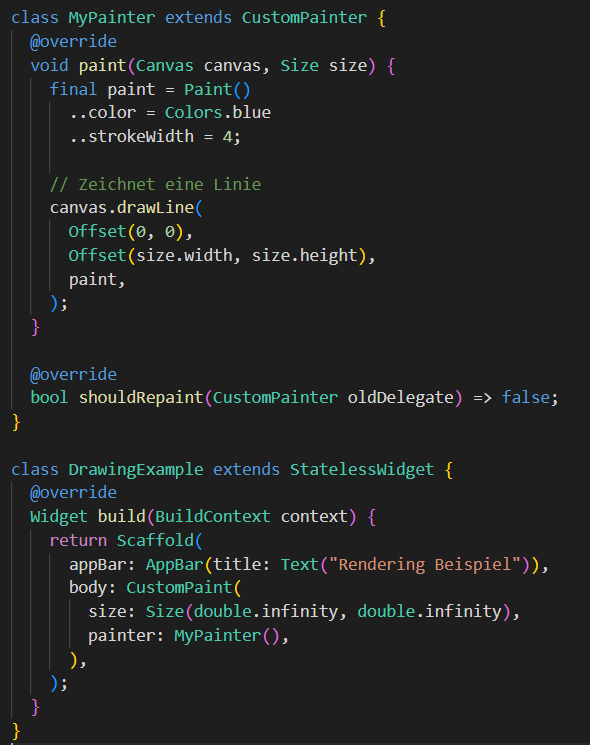 class MyPainter extends CustomPainter {
  @override
  void paint(Canvas canvas, Size size) {
    final paint = Paint()
      ..color = Colors.blue
      ..strokeWidth = 4;

    // Zeichnet eine Linie
    canvas.drawLine(
      Offset(0, 0),
      Offset(size.width, size.height),
      paint,
    );
  }

  @override
  bool shouldRepaint(CustomPainter oldDelegate) => false;
}

class DrawingExample extends StatelessWidget {
  @override
  Widget build(BuildContext context) {
    return Scaffold(
      appBar: AppBar(title: Text("Rendering Beispiel")),
      body: CustomPaint(
        size: Size(double.infinity, double.infinity),
        painter: MyPainter(),
      ),
    );
  }
}